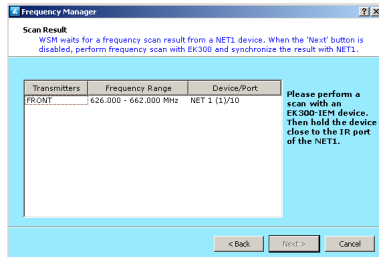 Frequency Manager
Scan Result
WSM waits for a frequency scan result from a NET1 device. When the 'Next' button is
disabled, perform frequency scan with EK300 and synchronize the result with NET1.
Transmitters Frequency Range Device/Port
FRONT 626.000 - 662.000 MHz NET 1 (1)/10
Please perform a
scan with an
EK300-IEM device.
Then hold the device
close to the IR port
of the NET1.
< Back Next > Cancel